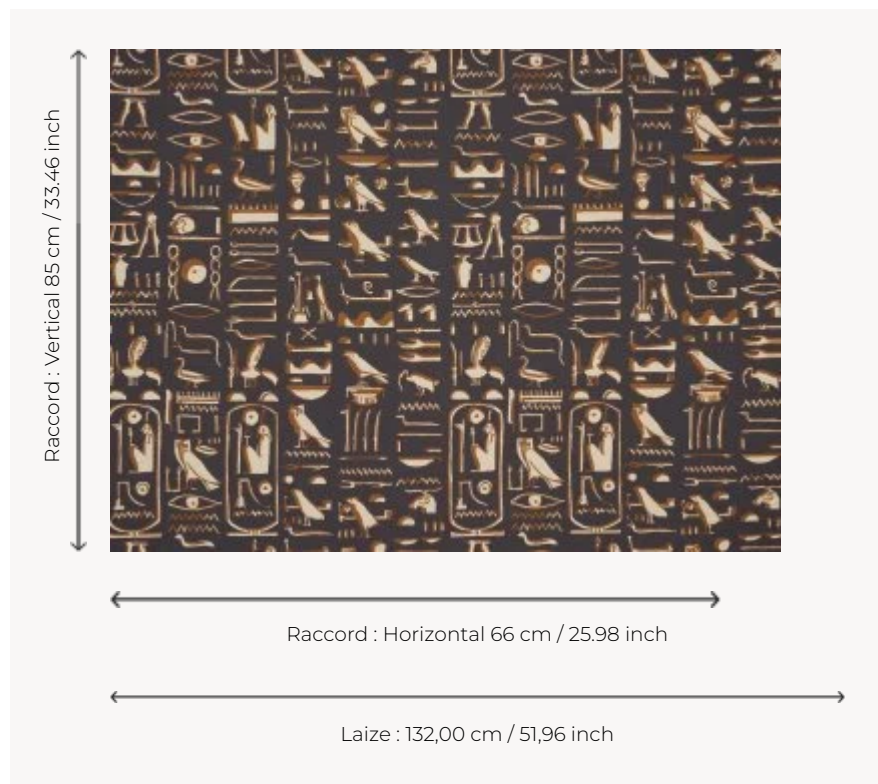 Raccord : Vertical 85 cm / 33.46 inch
Raccord : Horizontal 66 cm / 25.98 inch
Laize : 132,00 cm / 51,96 inch